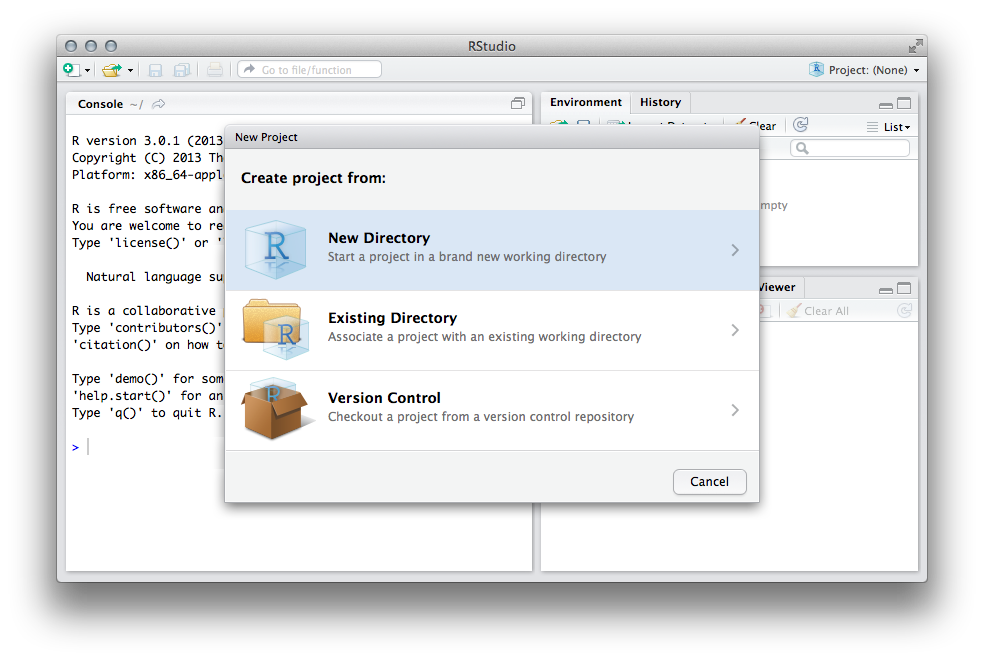 RStudio
Go to file/function
Project: (None)
Console ~/
R version 3.0.1 (2013
Copyright (C) 2013 Th
Platform: x86_64-appl
R is free software an
You are welcome to re
Type 'license()' or '
Natural language su
R is a collaborative
Type 'contributors()'
'citation()' on how t
Type 'demo()' for som
'help.start()' for an
Type 'q()' to quit R.
>
Environment
History
Clear
List
mpty
Viewer
Clear All
New Project
Create project from:
New Directory
Start a project in a brand new working directory
Existing Directory
Associate a project with an existing working directory
Version Control
Checkout a project from a version control repository
Cancel